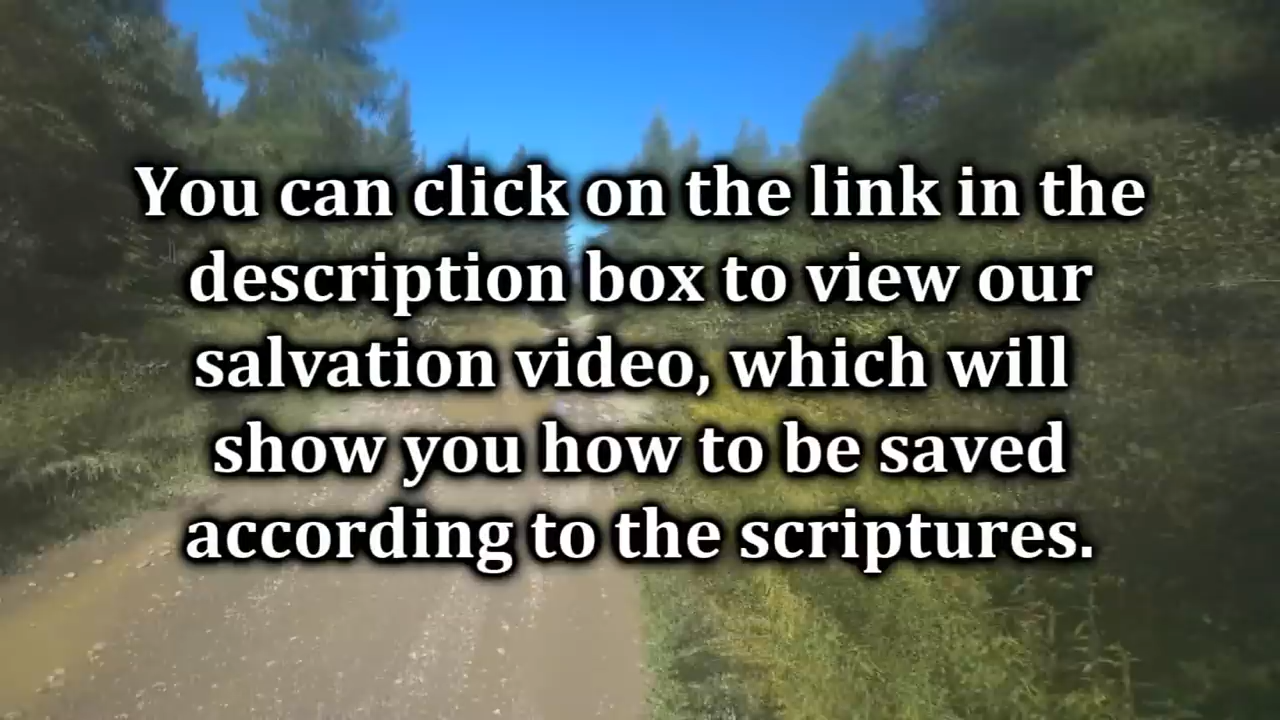 You can click on the link in the
description box to view our
salvation video, which will
show you how to be saved
according to the scriptures.